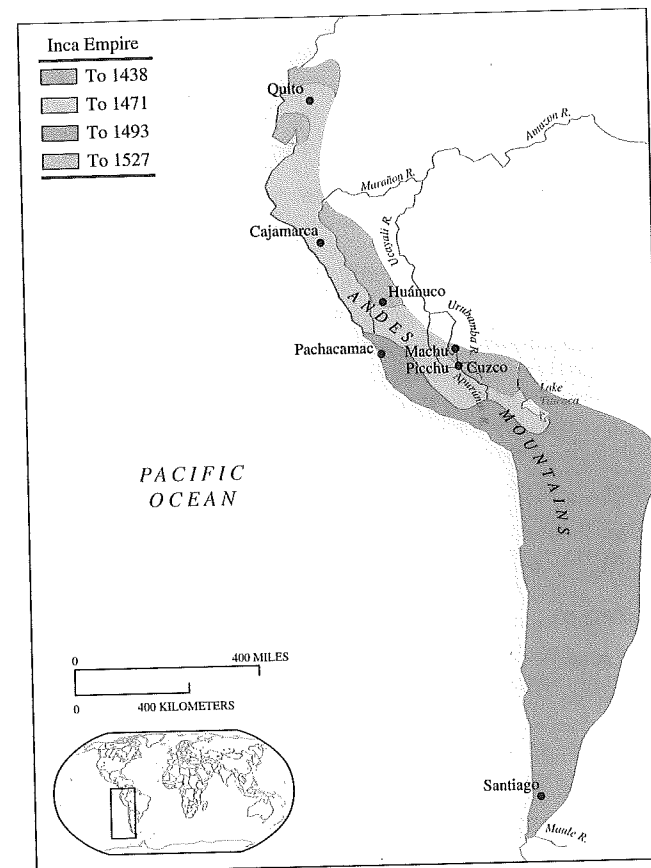 Inca Empire
To 1438
To 1471
To 1493
To 1527
Quito
Amazon R.
Marañon R.
Ucayali R.
Cajamarca
Huánuco
ANDES
Urubamba R.
Pachacamac
Machu
Picchu
Cuzco
Lake
MOUNTAINS
PACIFIC
OCEAN
0
400 MILES
0
400 KILOMETERS
Santiago
Maule R.